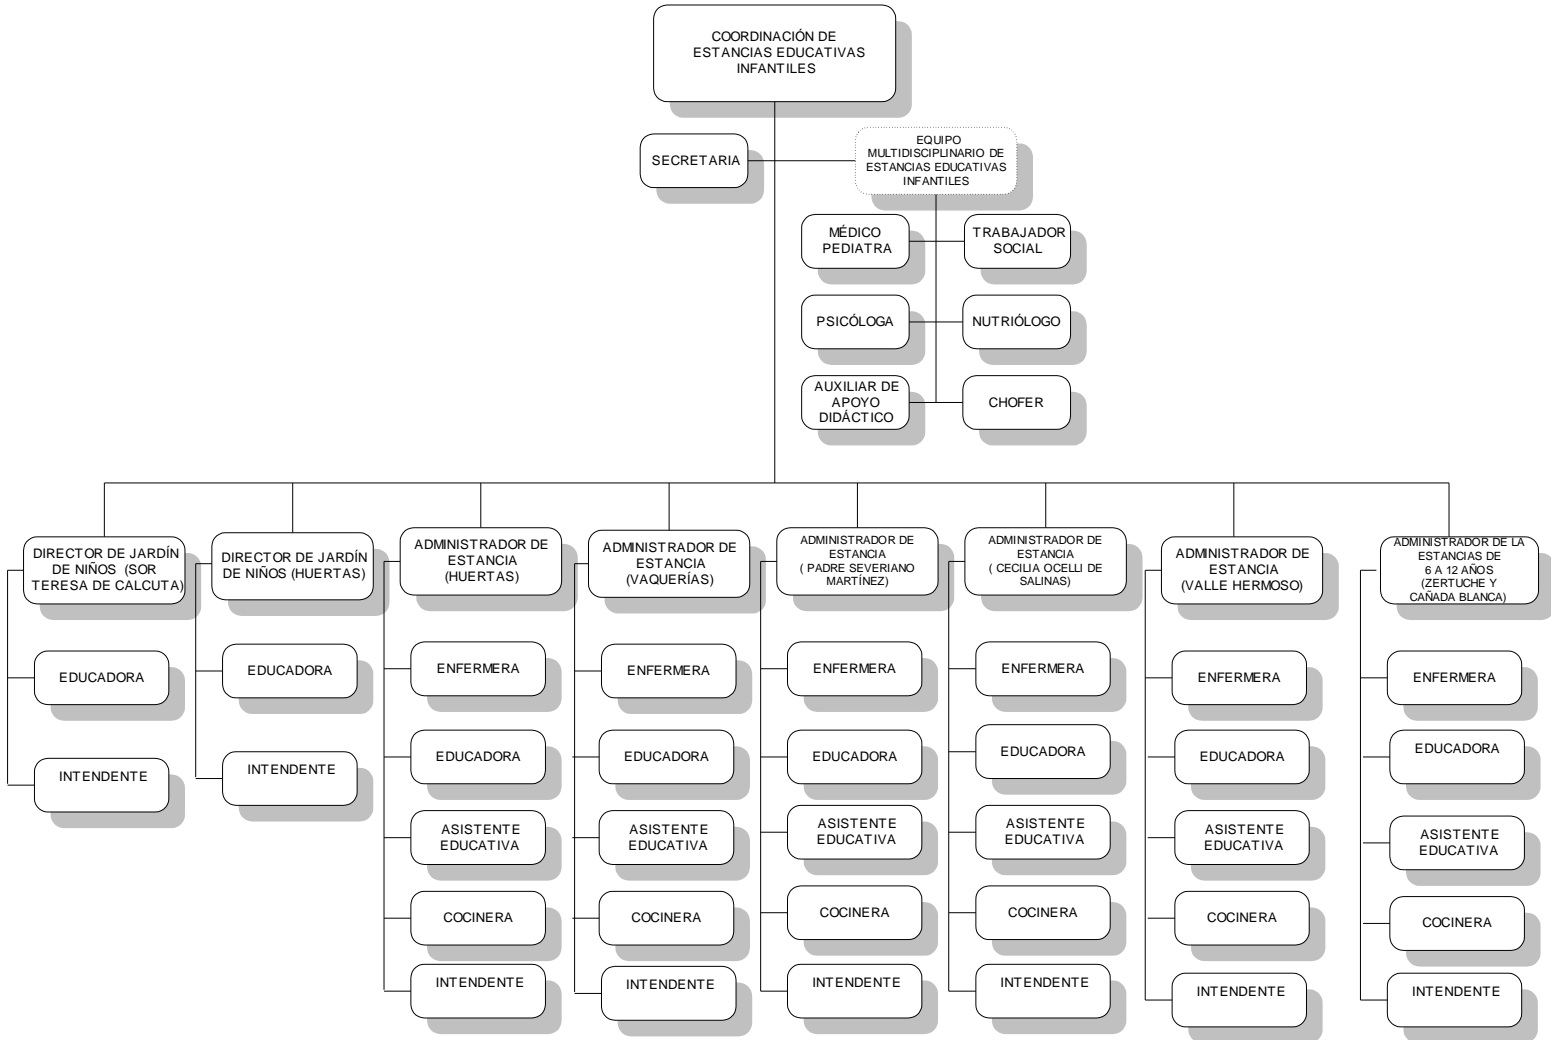 COORDINACIÓN DE
ESTANCIAS EDUCATIVAS
INFANTILES
SECRETARIA
EQUIPO
MULTIDISCIPLINARIO DE
ESTANCIAS EDUCATIVAS
INFANTILES
MÉDICO
PEDIATRA
TRABAJADOR
SOCIAL
PSICÓLOGA
NUTRIÓLOGO
AUXILIAR DE
APOYO
DIDÁCTICO
CHOFER
DIRECTOR DE JARDÍN
DE NIÑOS (SOR
TERESA DE CALCUTA)
EDUCADORA
INTENDENTE
DIRECTOR DE JARDÍN
DE NIÑOS (HUERTAS)
EDUCADORA
INTENDENTE
ADMINISTRADOR DE
ESTANCIA
(HUERTAS)
ENFERMERA
EDUCADORA
ASISTENTE
EDUCATIVA
COCINERA
INTENDENTE
ADMINISTRADOR DE
ESTANCIA
(VAQUERÍAS)
ENFERMERA
EDUCADORA
ASISTENTE
EDUCATIVA
COCINERA
INTENDENTE
ADMINISTRADOR DE
ESTANCIA
( PADRE SEVERIANO
MARTÍNEZ)
ENFERMERA
EDUCADORA
ASISTENTE
EDUCATIVA
COCINERA
INTENDENTE
ADMINISTRADOR DE
ESTANCIA
( CECILIA OCELLI DE
SALINAS)
ENFERMERA
EDUCADORA
ASISTENTE
EDUCATIVA
COCINERA
INTENDENTE
ADMINISTRADOR DE
ESTANCIA
(VALLE HERMOSO)
ENFERMERA
EDUCADORA
ASISTENTE
EDUCATIVA
COCINERA
INTENDENTE
ADMINISTRADOR DE LA
ESTANCIAS DE
6 A 12 AÑOS
(ZERTUCHE Y
CAÑADA BLANCA)
ENFERMERA
EDUCADORA
ASISTENTE
EDUCATIVA
COCINERA
INTENDENTE